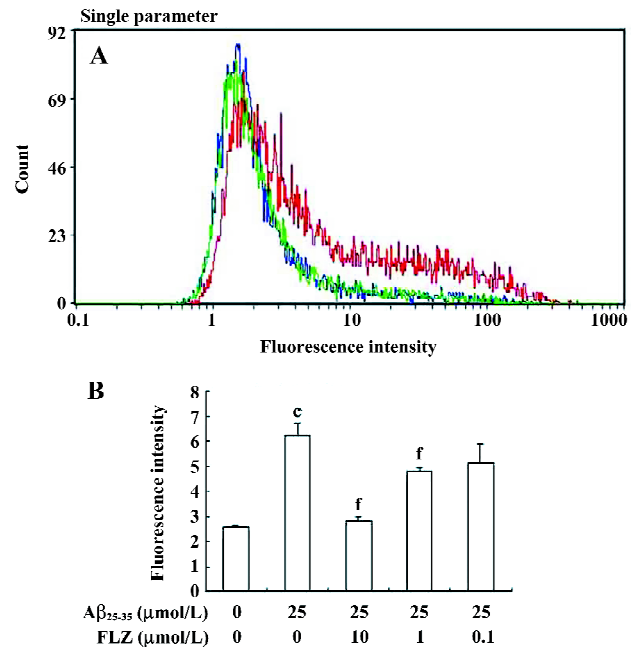 Single parameter
92
A
69
Count
46
23
0
0.1 1 10 100 1000
Fluorescence intensity
B
8
7
6
5
4
3
2
1
0
Fluorescence intensity
c
f
f
Aβ25-35 (μmol/L) 0 25 25 25 25
FLZ (μmol/L) 0 0 10 1 0.1